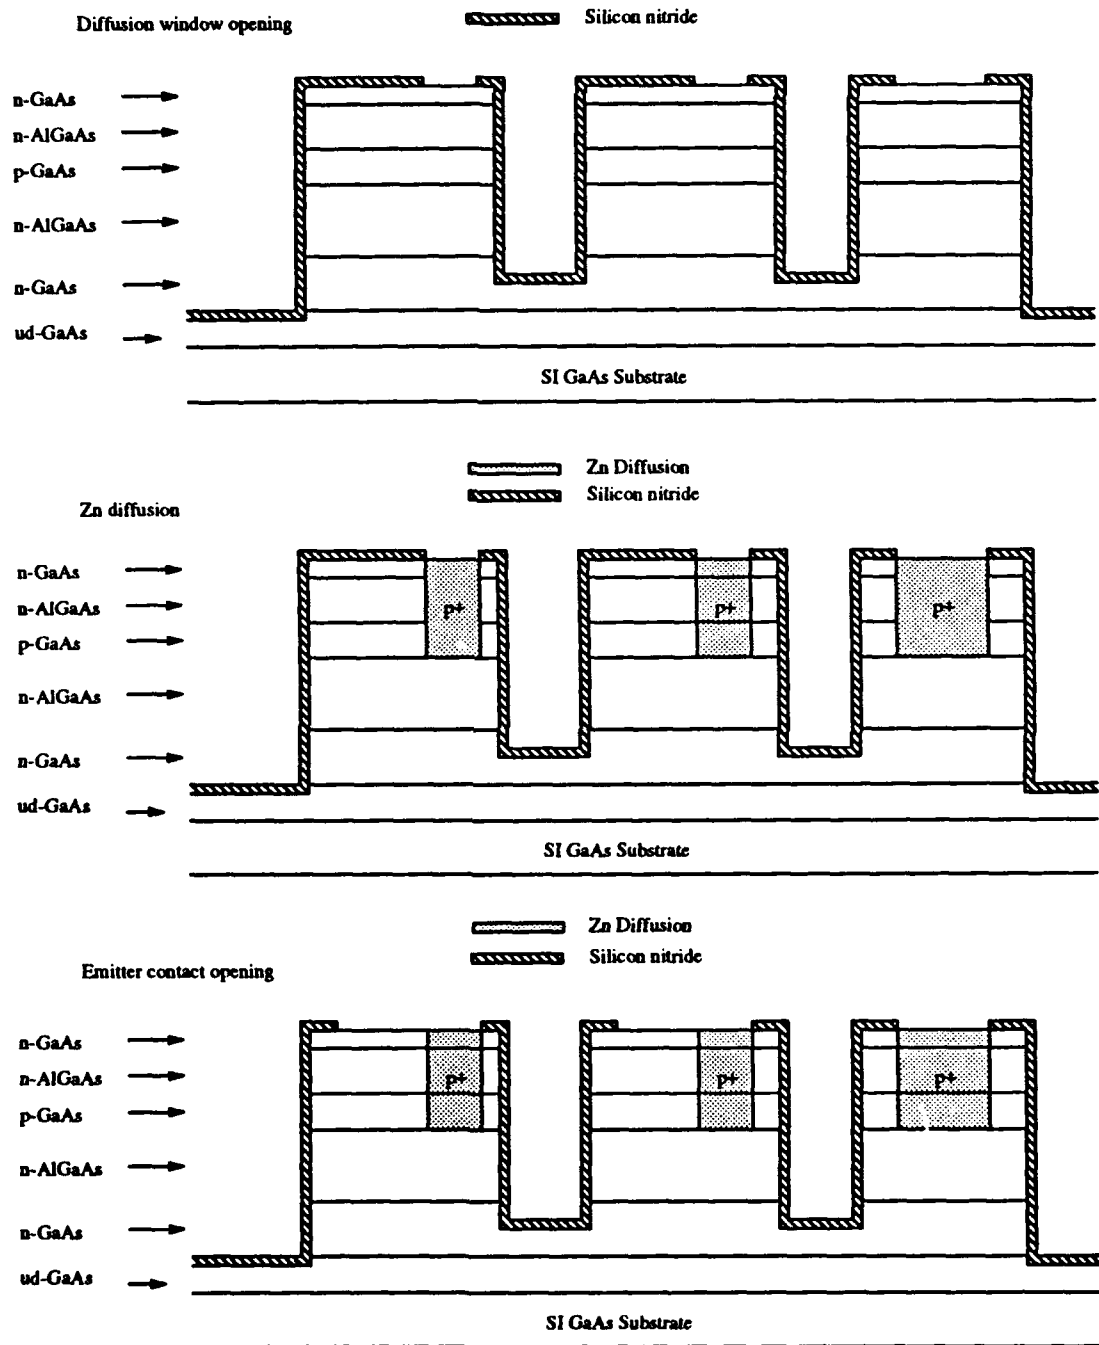 Diffusion window opening
Silicon nitride
n-GaAs
n-AlGaAs
p-GaAs
n-AlGaAs
n-GaAs
ud-GaAs
SI GaAs Substrate
Zn Diffusion
Silicon nitride
Zn diffusion
n-GaAs
n-AlGaAs
p+ p+ p+
p-GaAs
n-AlGaAs
n-GaAs
ud-GaAs
SI GaAs Substrate
Zn Diffusion
Silicon nitride
Emitter contact opening
n-GaAs
n-AlGaAs
p+ p+ p+
p-GaAs
n-AlGaAs
n-GaAs
ud-GaAs
SI GaAs Substrate